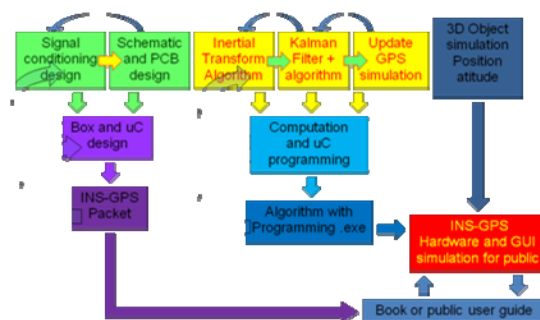 Signal
conditioning
design
Schematic
and PCB
design
Inertial
Transform
Algorithm
Kalman
Filter +
algorithm
Update
GPS
simulation
3D Object
simulation
Position
atitude
Box and uC
design
Computation
and uC
programming
INS-GPS
Packet
Algorithm with
Programming .exe
INS-GPS
Hardware and GUI
simulation for public
Book or public user guide